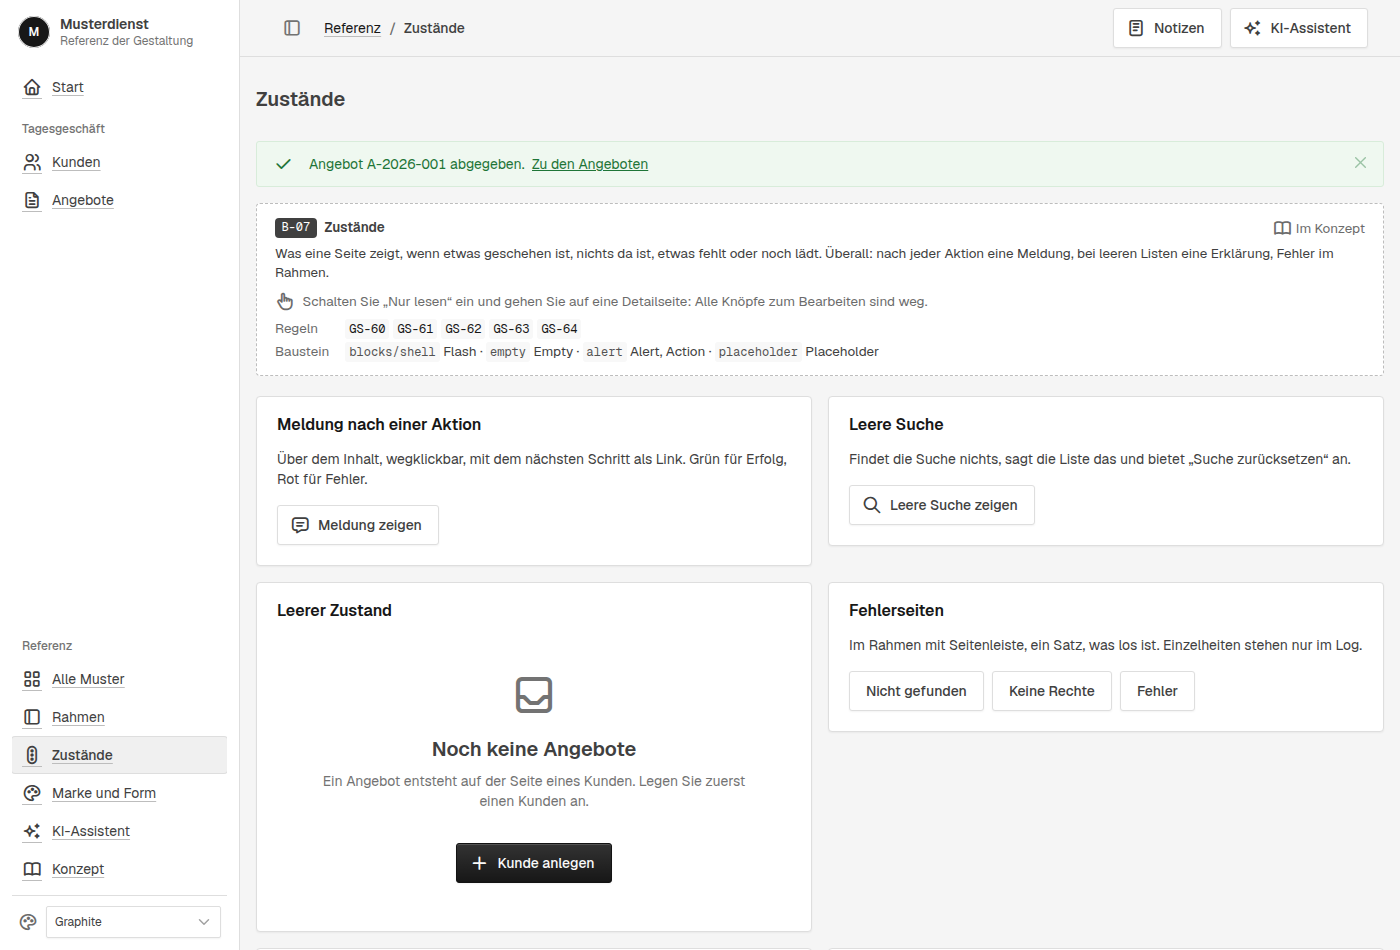 M
Musterdienst
Referenz der Gestaltung
Start
Tagesgeschäft
Kunden
Angebote
Referenz
Alle Muster
Rahmen
Zustände
Marke und Form
KI-Assistent
Konzept
Graphite
Referenz / Zustände
Notizen
KI-Assistent
Zustände
Angebot A-2026-001 abgegeben. Zu den Angeboten
B-07 Zustände
Im Konzept
Was eine Seite zeigt, wenn etwas geschehen ist, nichts da ist, etwas fehlt oder noch lädt. Überall: nach jeder Aktion eine Meldung, bei leeren Listen eine Erklärung, Fehler im
Rahmen.
Schalten Sie „Nur lesen“ ein und gehen Sie auf eine Detailseite: Alle Knöpfe zum Bearbeiten sind weg.
Regeln GS-60 GS-61 GS-62 GS-63 GS-64
Baustein blocks/shell Flash · empty Empty · alert Alert, Action · placeholder Placeholder
Meldung nach einer Aktion
Über dem Inhalt, wegklickbar, mit dem nächsten Schritt als Link. Grün für Erfolg,
Rot für Fehler.
Meldung zeigen
Leere Suche
Findet die Suche nichts, sagt die Liste das und bietet „Suche zurücksetzen“ an.
Leere Suche zeigen
Leerer Zustand
Noch keine Angebote
Ein Angebot entsteht auf der Seite eines Kunden. Legen Sie zuerst
einen Kunden an.
Kunde anlegen
Fehlerseiten
Im Rahmen mit Seitenleiste, ein Satz, was los ist. Einzelheiten stehen nur im Log.
Nicht gefunden
Keine Rechte
Fehler